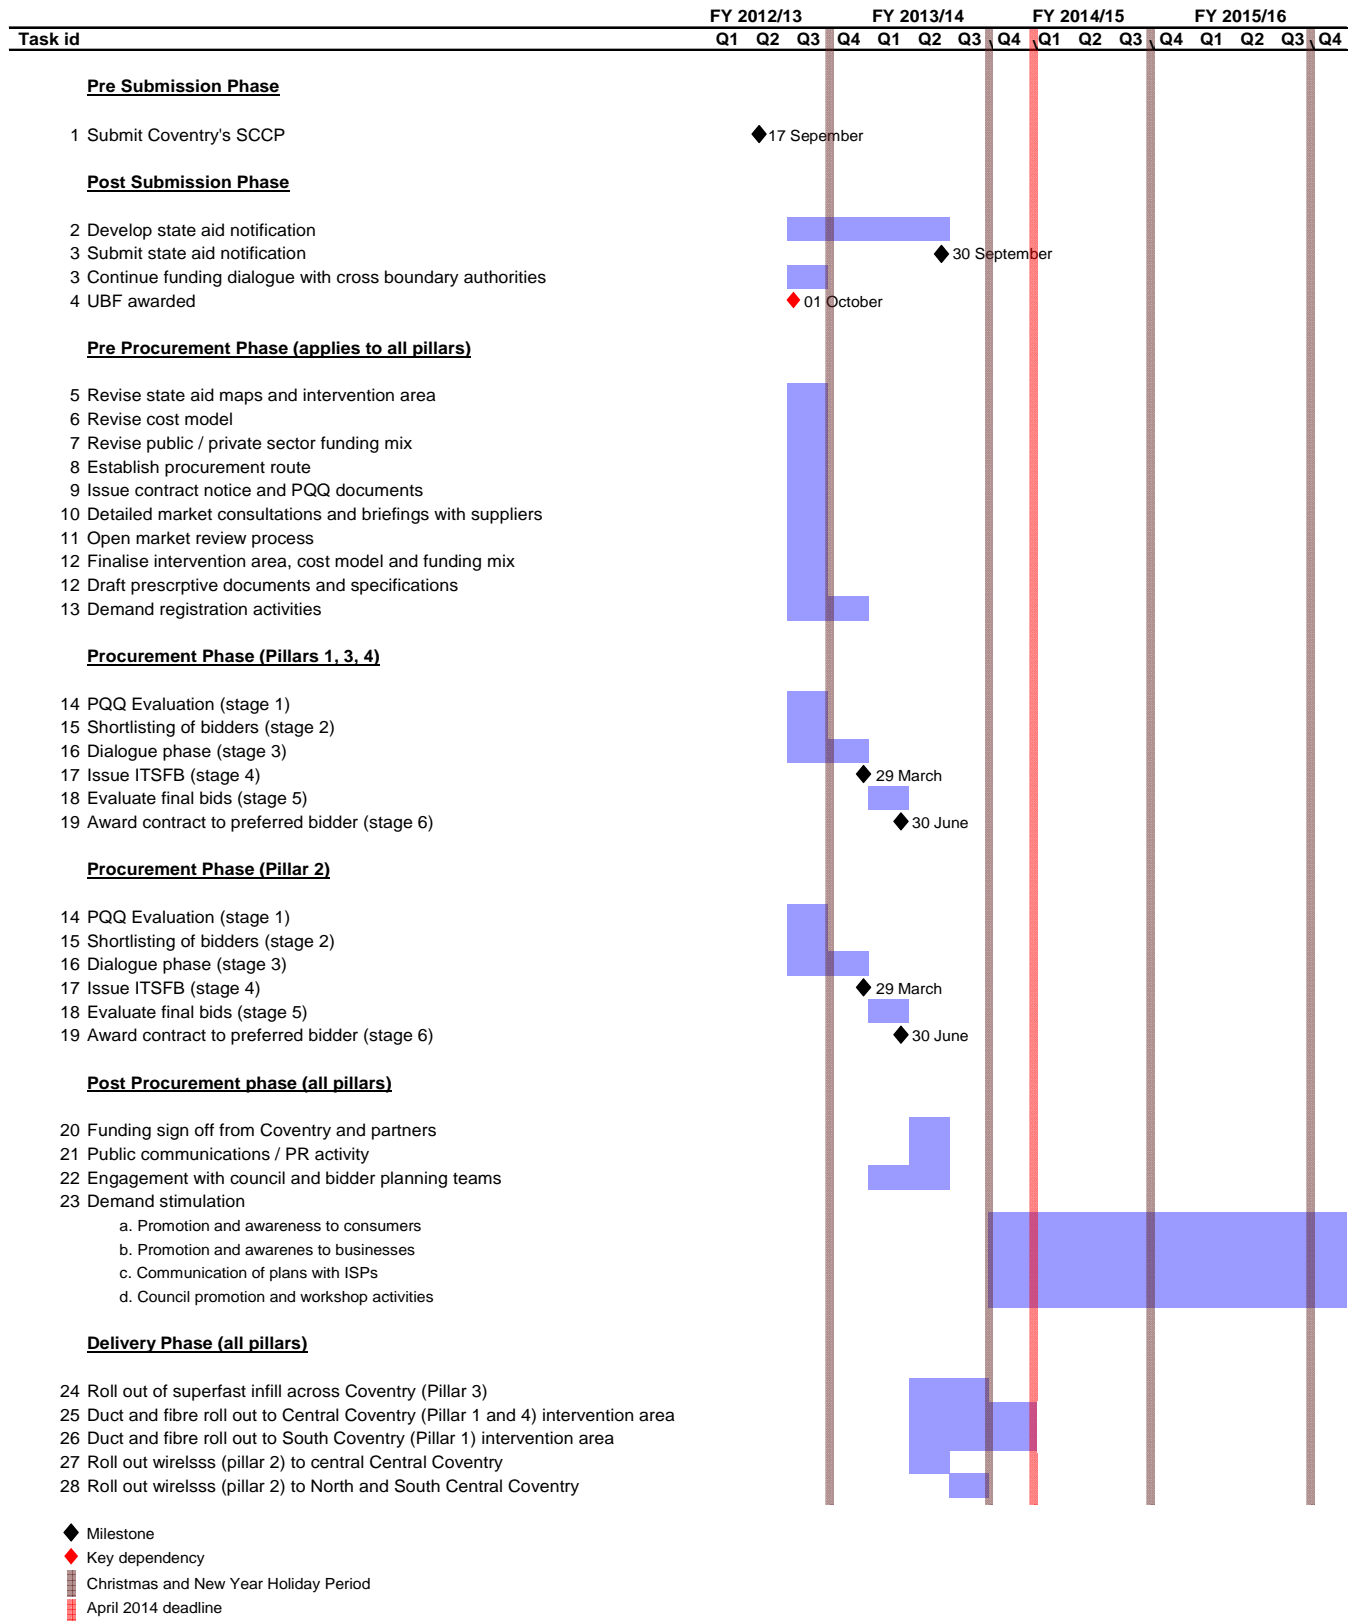 FY 2012/13 FY 2013/14 FY 2014/15 FY 2015/16
Task id Q1 Q2 Q3 Q4 Q1 Q2 Q3 Q4 Q1 Q2 Q3 Q4 Q1 Q2 Q3 Q4
Pre Submission Phase
1 Submit Coventry's SCCP 17 Sepember
Post Submission Phase
2 Develop state aid notification
3 Submit state aid notification 30 September
3 Continue funding dialogue with cross boundary authorities
4 UBF awarded 01 October
Pre Procurement Phase (applies to all pillars)
5 Revise state aid maps and intervention area
6 Revise cost model
7 Revise public / private sector funding mix
8 Establish procurement route
9 Issue contract notice and PQQ documents
10 Detailed market consultations and briefings with suppliers
11 Open market review process
12 Finalise intervention area, cost model and funding mix
12 Draft prescrptive documents and specifications
13 Demand registration activities
Procurement Phase (Pillars 1, 3, 4)
14 PQQ Evaluation (stage 1)
15 Shortlisting of bidders (stage 2)
16 Dialogue phase (stage 3)
17 Issue ITSFB (stage 4) 29 March
18 Evaluate final bids (stage 5)
19 Award contract to preferred bidder (stage 6) 30 June
Procurement Phase (Pillar 2)
14 PQQ Evaluation (stage 1)
15 Shortlisting of bidders (stage 2)
16 Dialogue phase (stage 3)
17 Issue ITSFB (stage 4) 29 March
18 Evaluate final bids (stage 5)
19 Award contract to preferred bidder (stage 6) 30 June
Post Procurement phase (all pillars)
20 Funding sign off from Coventry and partners
21 Public communications / PR activity
22 Engagement with council and bidder planning teams
23 Demand stimulation
a. Promotion and awareness to consumers
b. Promotion and awarenes to businesses
c. Communication of plans with ISPs
d. Council promotion and workshop activities
Delivery Phase (all pillars)
24 Roll out of superfast infill across Coventry (Pillar 3)
25 Duct and fibre roll out to Central Coventry (Pillar 1 and 4) intervention area
26 Duct and fibre roll out to South Coventry (Pillar 1) intervention area
27 Roll out wirelsss (pillar 2) to central Central Coventry
28 Roll out wirelsss (pillar 2) to North and South Central Coventry
Milestone
Key dependency
Christmas and New Year Holiday Period
April 2014 deadline